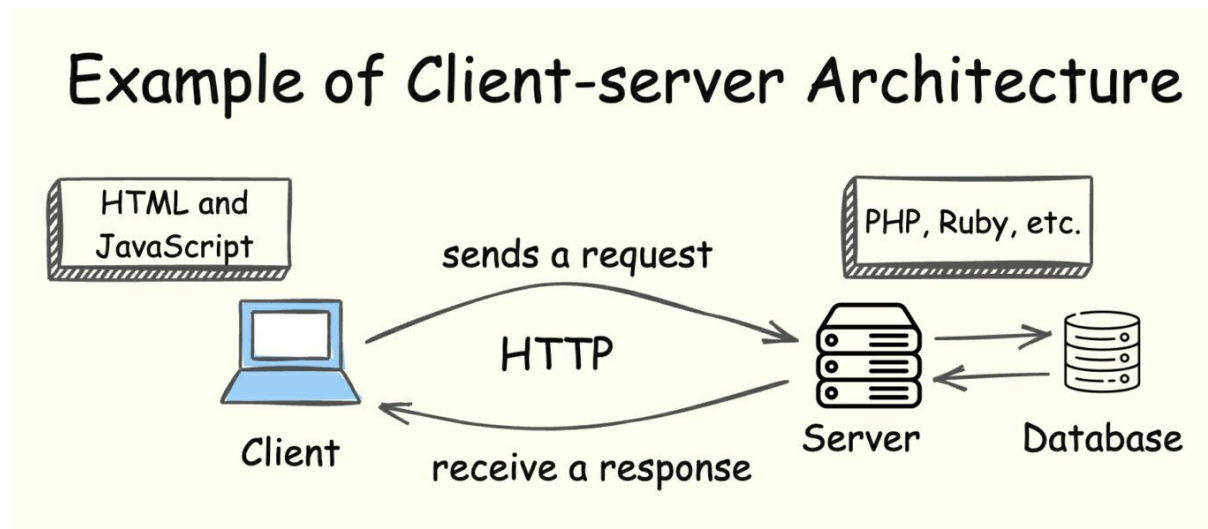 Example of Client-server Architecture
HTML and
JavaScript
PHP, Ruby, etc.
sends a request
HTTP
Client
receive a response
Server
Database